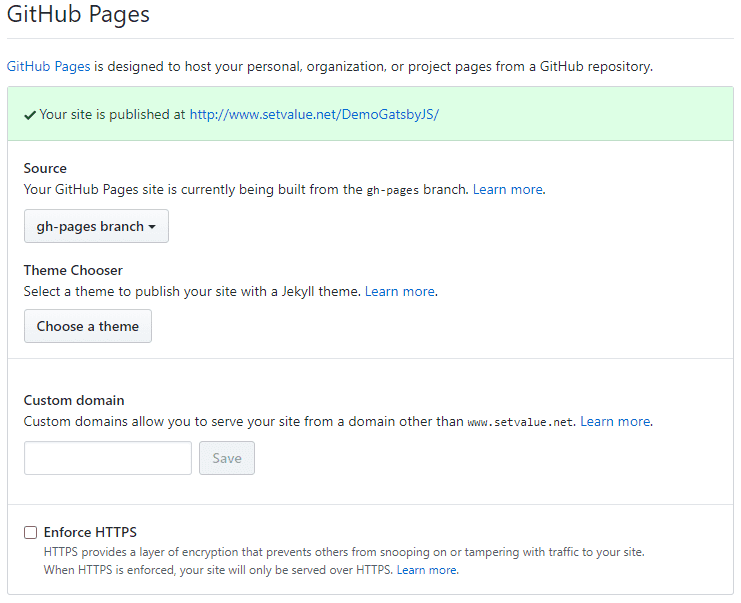 GitHub Pages
GitHub Pages is designed to host your personal, organization, or project pages from a GitHub repository.
Your site is published at http://www.setvalue.net/DemoGatsbyJS/
Source
Your GitHub Pages site is currently being built from the gh-pages branch. Learn more.
gh-pages branch
Theme Chooser
Select a theme to publish your site with a Jekyll theme. Learn more.
Choose a theme
Custom domain
Custom domains allow you to serve your site from a domain other than www.setvalue.net. Learn more.
Save
Enforce HTTPS
HTTPS provides a layer of encryption that prevents others from snooping on or tampering with traffic to your site.
When HTTPS is enforced, your site will only be served over HTTPS. Learn more.